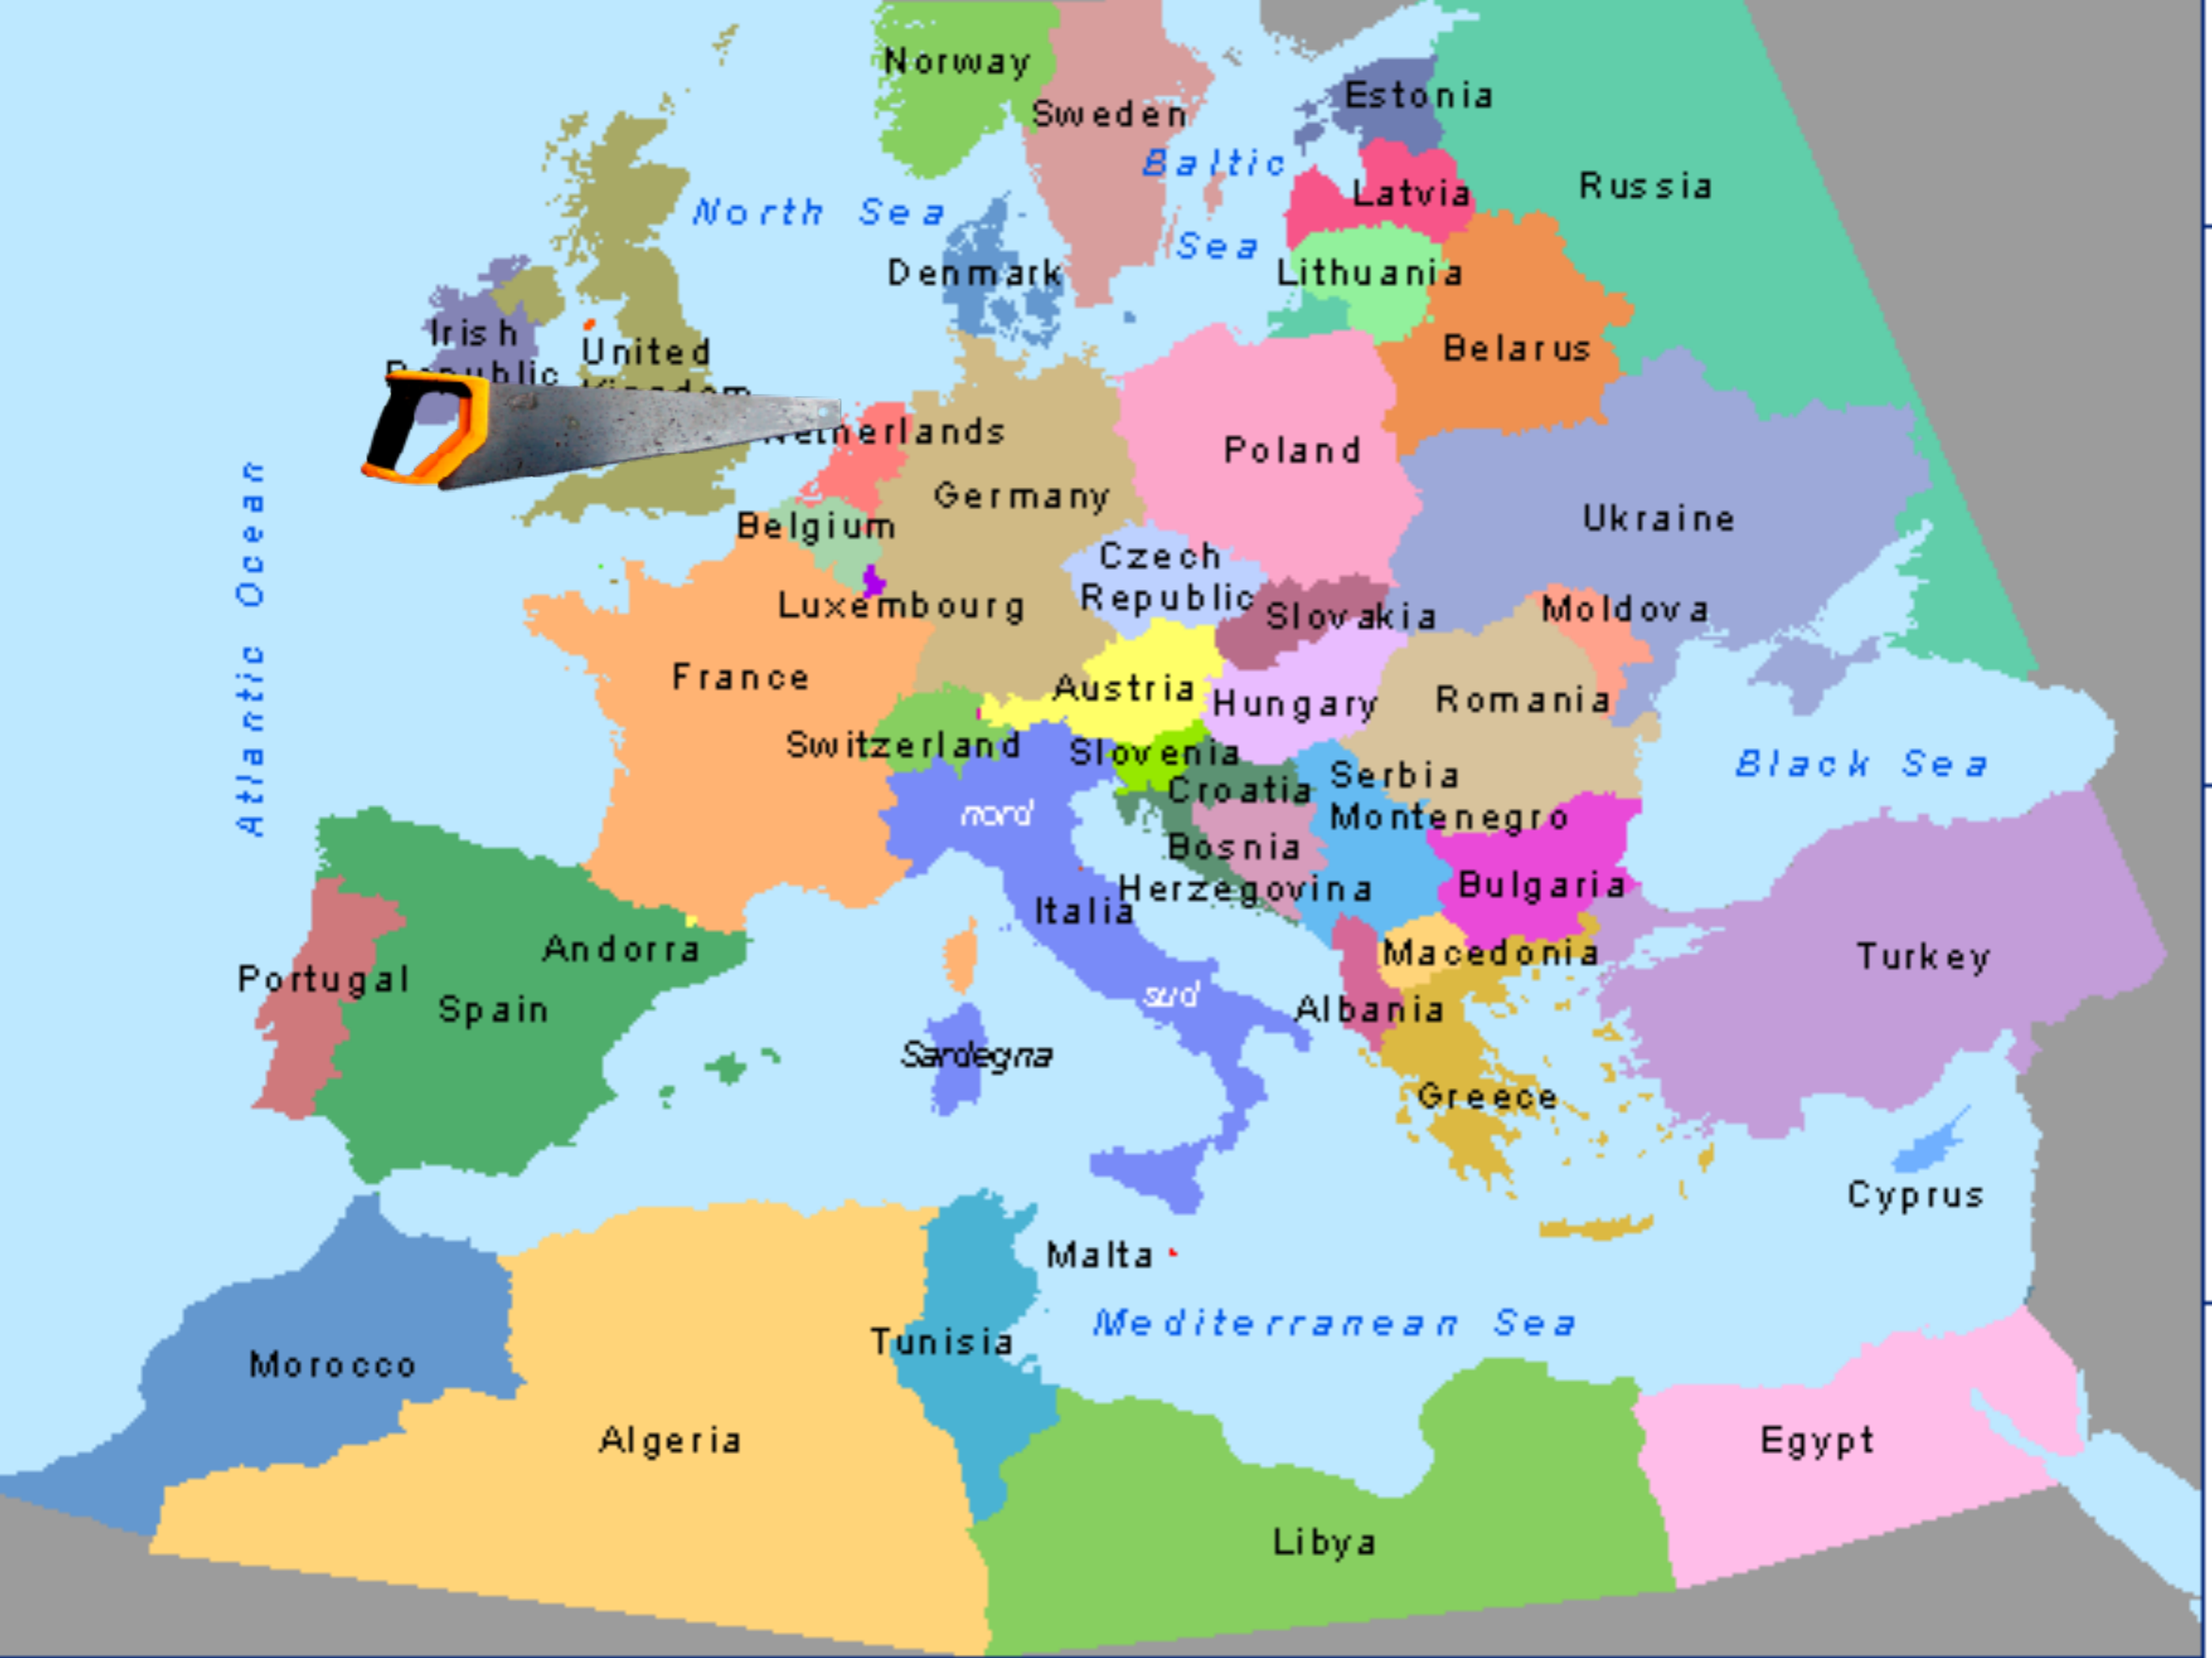 Norway
Sweden
Estonia
Baltic
Sea
Latvia
Russia
North Sea
Denmark
Lithuania
Irish
Republic
United
Kingdom
Belarus
Netherlands
Poland
Germany
Ukraine
Belgium
Czech
Republic
Luxembourg
Slovakia
Moldova
Atlantic Ocean
France
Austria
Hungary
Romania
Switzerland
Slovenia
Serbia
Montenegro
Black Sea
Croatia
nord
Bosnia
Herzegovina
Bulgaria
Italia
Andorra
Macedonia
Turkey
Portugal
Spain
sud
Albania
Sardegna
Greece
Cyprus
Malta
Mediterranean Sea
Tunisia
Morocco
Algeria
Egypt
Libya